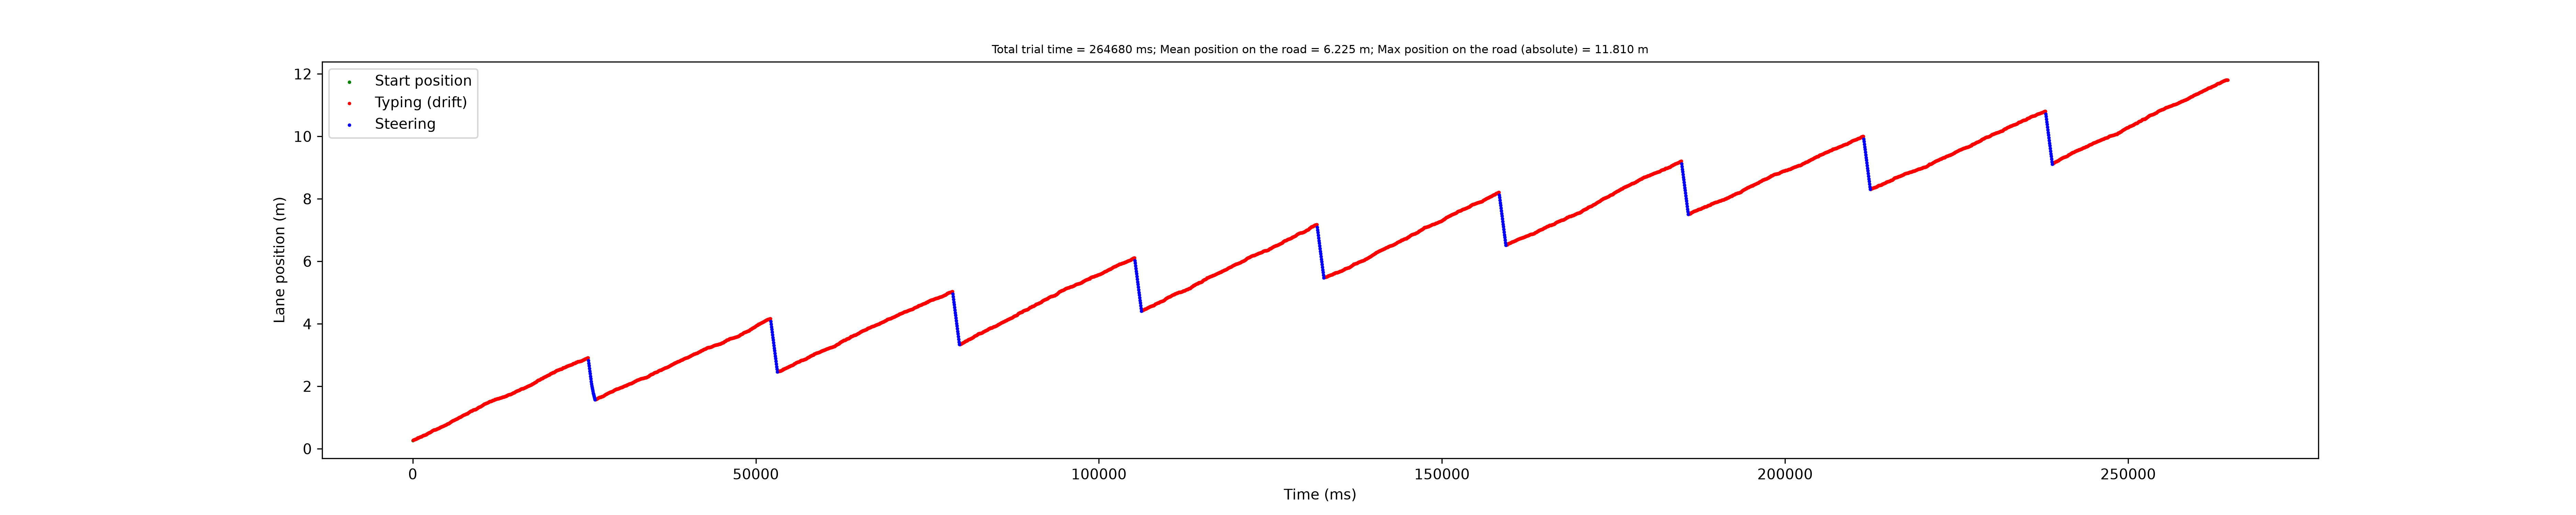 Total trial time = 264680 ms; Mean position on the road = 6.225 m; Max position on the road (absolute) = 11.810 m
Start position
Typing (drift)
Steering
Lane position (m)
12
10
8
6
4
2
0
0 50000 100000 150000 200000 250000
Time (ms)